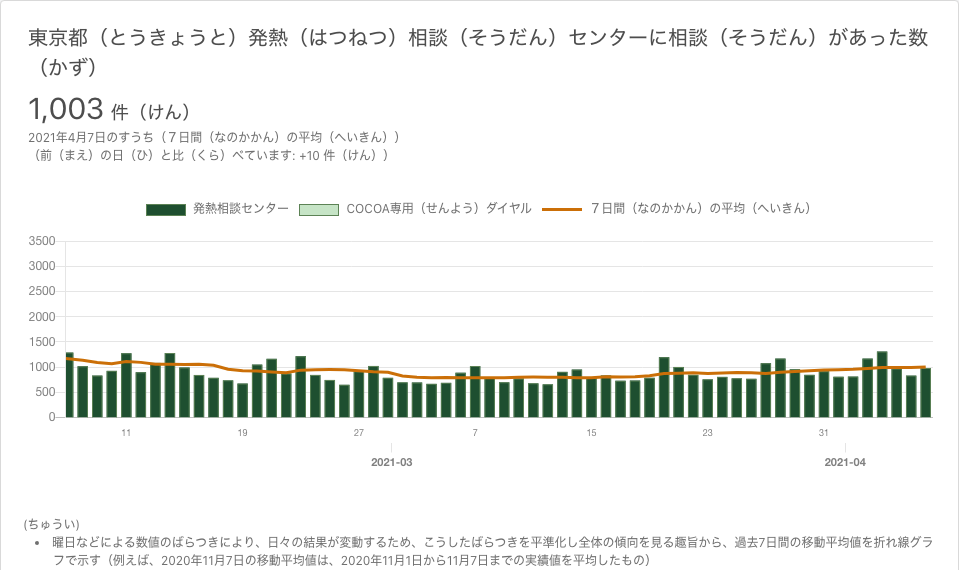 東京都（とうきょうと）発熱（はつねつ）相談（そうだん）センターに相談（そうだん）があった数
（かず）
1,003 件（けん）
2021年4月7日のすうち（７日間（なのかかん）の平均（へいきん））
（前（まえ）の日（ひ）と比（くら）べています: +10 件（けん））
発熱相談センター COCOA専用（せんよう）ダイヤル ７日間（なのかかん）の平均（へいきん）
3500
3000
2500
2000
1500
1000
500
0
11 19 27 7 15 23 31
2021-03 2021-04
(ちゅうい)
• 曜日などによる数値のばらつきにより、日々の結果が変動するため、こうしたばらつきを平準化し全体の傾向を見る趣旨から、過去7日間の移動平均値を折れ線グラ
フで示す（例えば、2020年11月7日の移動平均値は、2020年11月1日から11月7日までの実績値を平均したもの）